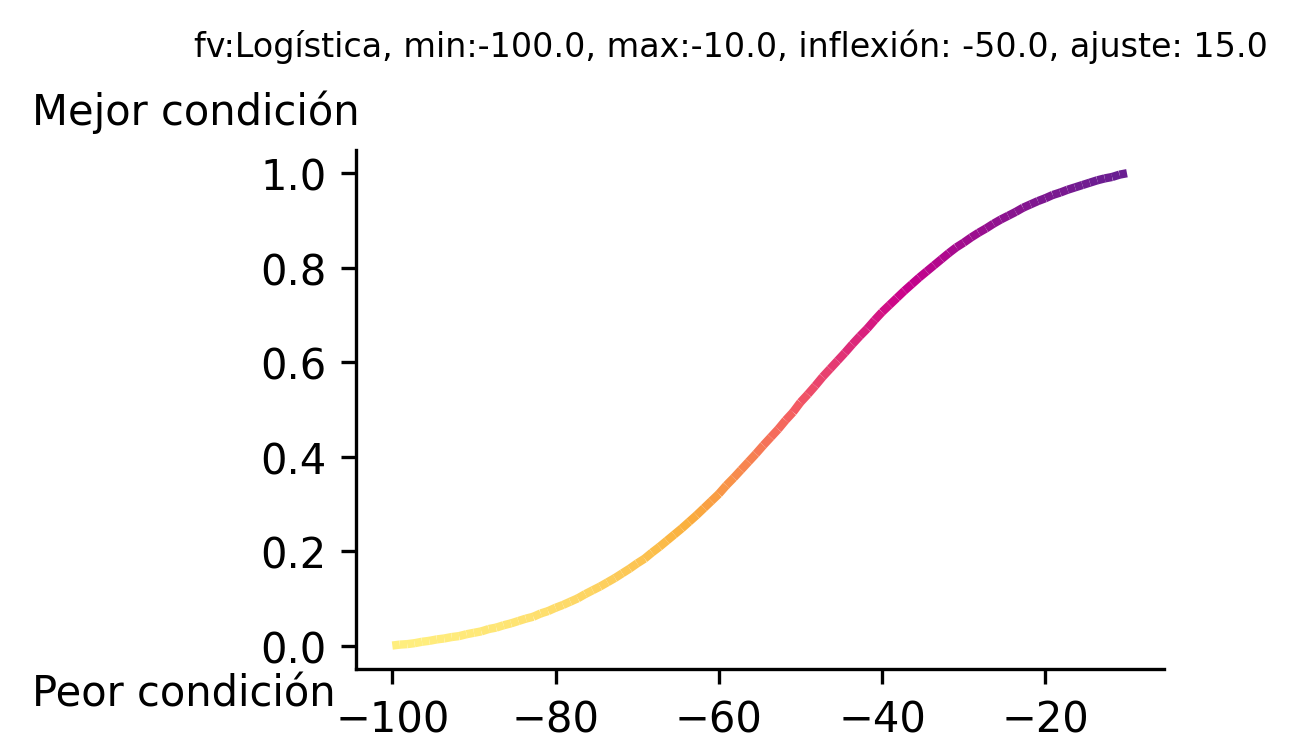 fv:Logística, min:-100.0, max:-10.0, inflexión: -50.0, ajuste: 15.0
Mejor condición
1.0
0.8
0.6
0.4
0.2
0.0
Peor condición
−100 −80 −60 −40 −20